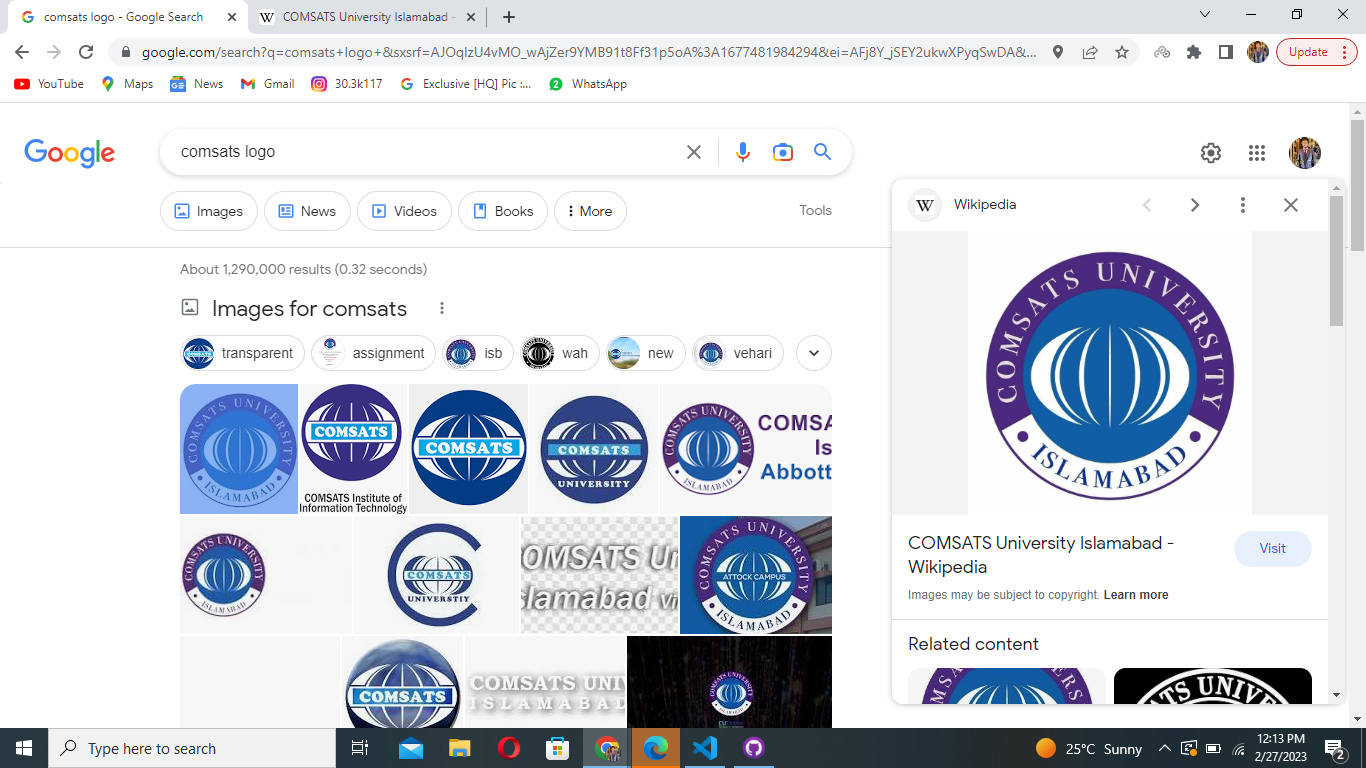 comsats logo - Google Search
COMSATS University Islamabad -
google.com/search?q=comsats+logo+&sxsrf=AJOqlzU4vMO_wAjZer9YMB91t8Ff31p5oA%3A1677481984294&ei=AFj8Y_jSEY2ukwXPyqSwDA&...
Update
YouTube
Maps
News
Gmail
30.3k117
Exclusive [HQ] Pic :...
2
WhatsApp
Google
comsats logo
Images
News
Videos
Books
More
Tools
About 1,290,000 results (0.32 seconds)
Images for comsats
transparent
assignment
isb
wah
new
vehari
COMSATS UNIVERSITY
ISLAMABAD
COMSATS
COMSATS Institute of
Information Technology
COMSATS
COMSATS
UNIVERSITY
COMSATS UNIVERSITY
ISLAMABAD
COMSA
Is
Abbott
COMSATS UNIVERSITY
ISLAMABAD
COMSATS
UNIVERSTIY
OMSATS Un
slamabad vi
COMSATS UNIVERSITY
ATTOCK CAMPUS
ISLAMABAD
COMSATS
COMSATS UNIV
ISLAMABAD
W
Wikipedia
COMSATS UNIVERSITY
ISLAMABAD
COMSATS University Islamabad -
Wikipedia
Visit
Images may be subject to copyright. Learn more
Related content
Type here to search
25°C Sunny
12:13 PM
2/27/2023
2